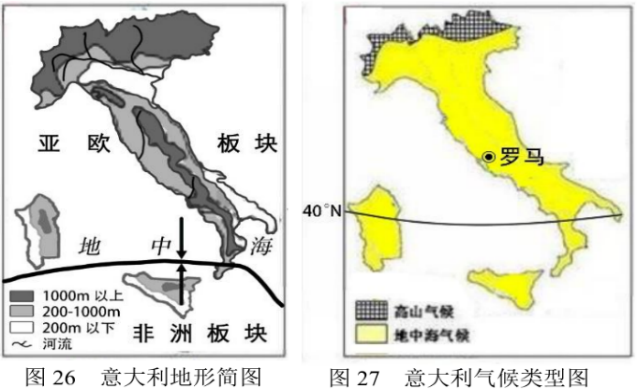 亚欧板块
地中海
1000m 以上
200-1000m
200m 以下
河流
非洲板块
图 26 意大利地形简图
罗马
40°N
高山气候
地中海气候
图 27 意大利气候类型图